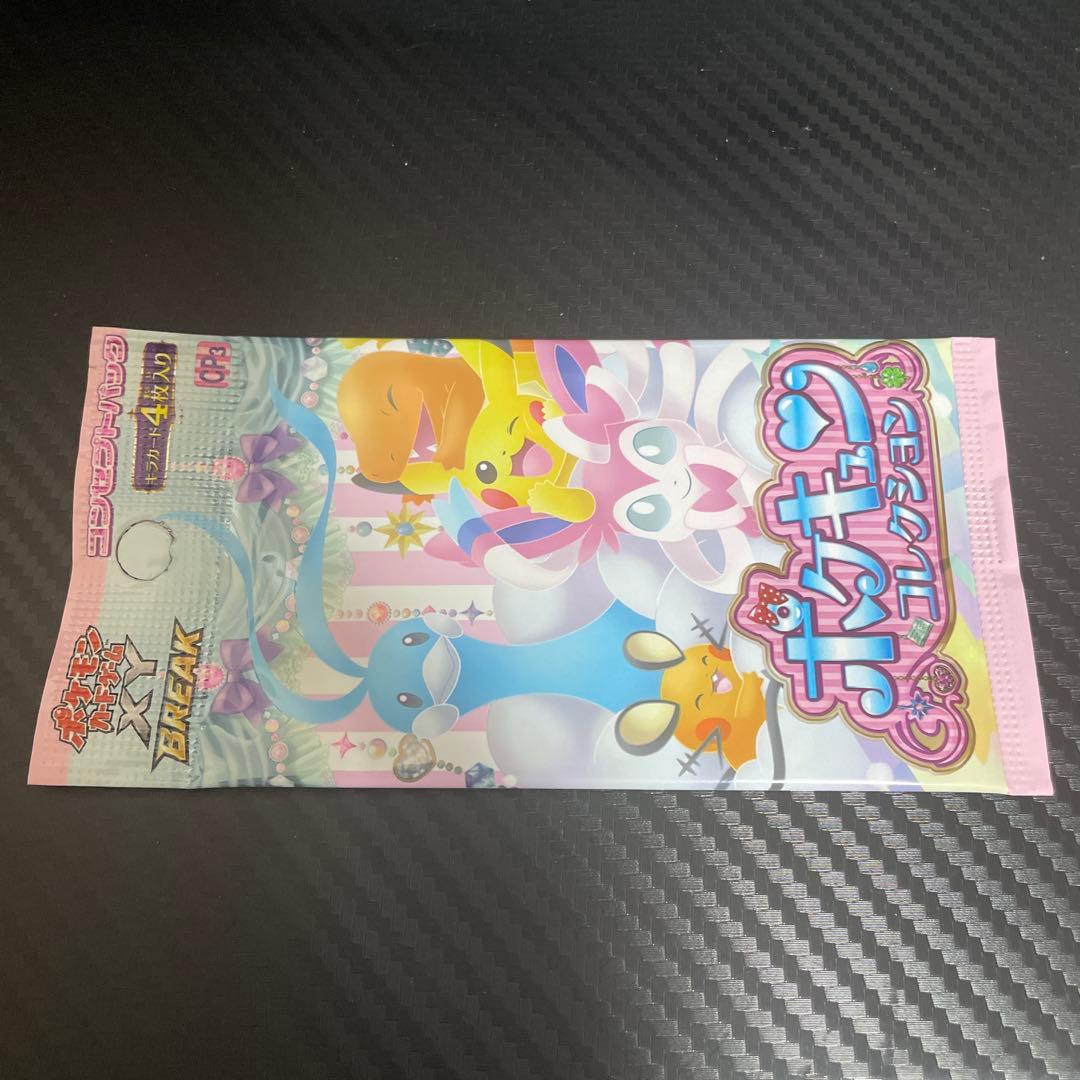 コンセプトパック
キラカード4枚入り
CP3
ポケモン
カードゲーム
XY
BREAK
ポケキュン
コレクション